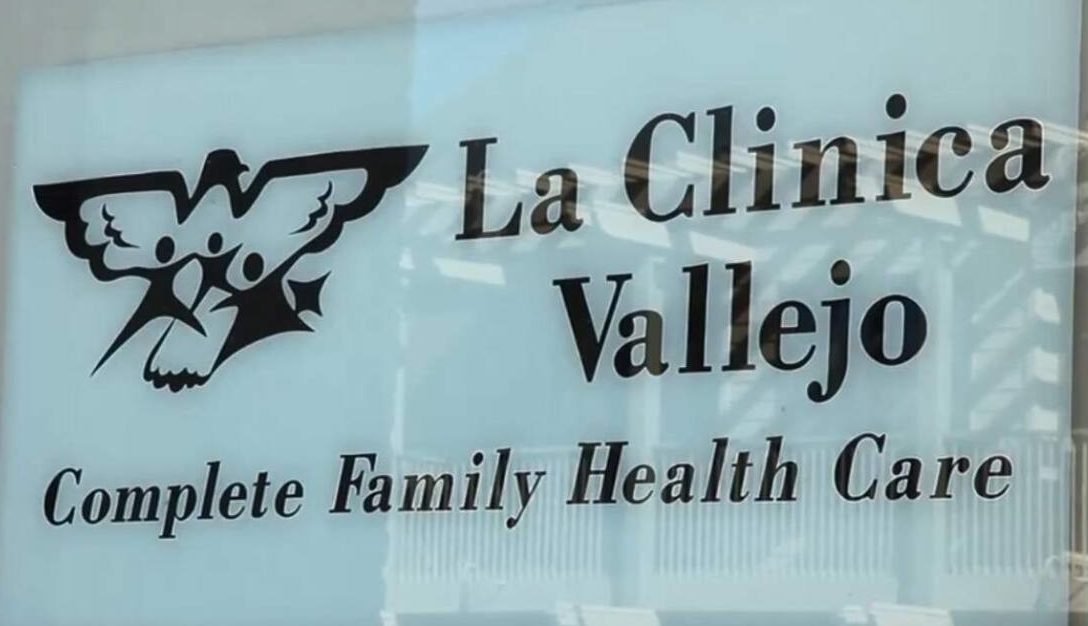 La Clinica
Vallejo
Complete Family Health Care